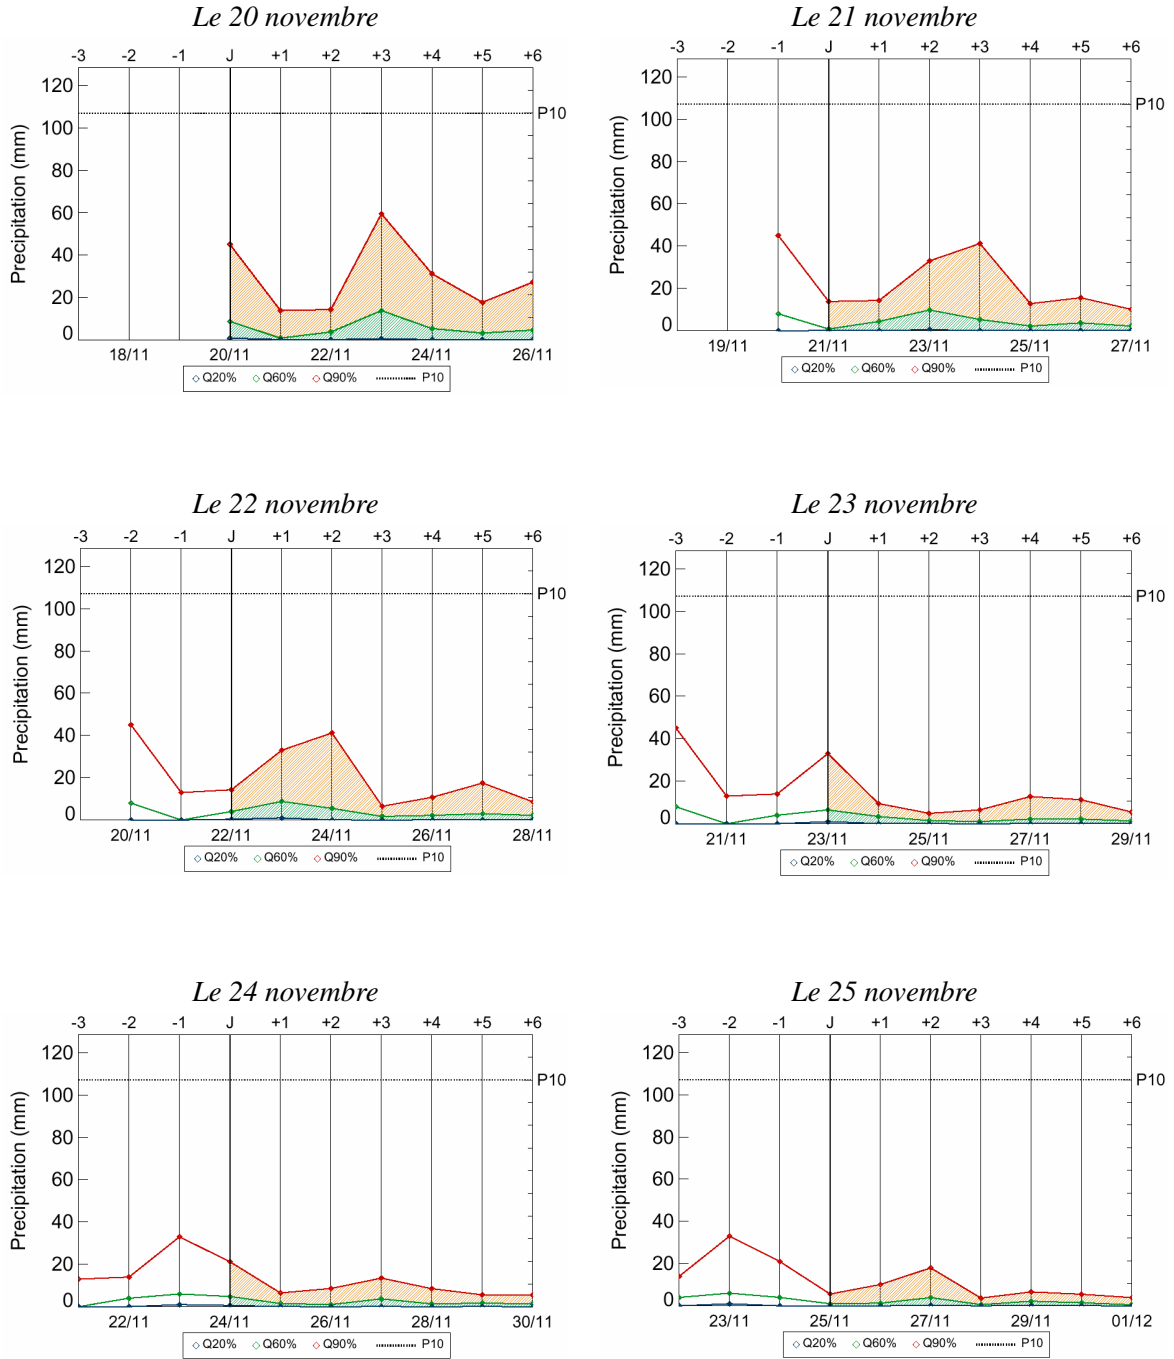 Le 20 novembre
-3 -2 -1 J +1 +2 +3 +4 +5 +6
120
100
80
60
40
20
0
Precipitation (mm)
P10
18/11 20/11 22/11 24/11 26/11
Q20% Q60% Q90% P10
Le 21 novembre
-3 -2 -1 J +1 +2 +3 +4 +5 +6
120
100
80
60
40
20
0
Precipitation (mm)
P10
19/11 21/11 23/11 25/11 27/11
Q20% Q60% Q90% P10
Le 22 novembre
-3 -2 -1 J +1 +2 +3 +4 +5 +6
120
100
80
60
40
20
0
Precipitation (mm)
P10
20/11 22/11 24/11 26/11 28/11
Q20% Q60% Q90% P10
Le 23 novembre
-3 -2 -1 J +1 +2 +3 +4 +5 +6
120
100
80
60
40
20
0
Precipitation (mm)
P10
21/11 23/11 25/11 27/11 29/11
Q20% Q60% Q90% P10
Le 24 novembre
-3 -2 -1 J +1 +2 +3 +4 +5 +6
120
100
80
60
40
20
0
Precipitation (mm)
P10
22/11 24/11 26/11 28/11 30/11
Q20% Q60% Q90% P10
Le 25 novembre
-3 -2 -1 J +1 +2 +3 +4 +5 +6
120
100
80
60
40
20
0
Precipitation (mm)
P10
23/11 25/11 27/11 29/11 01/12
Q20% Q60% Q90% P10